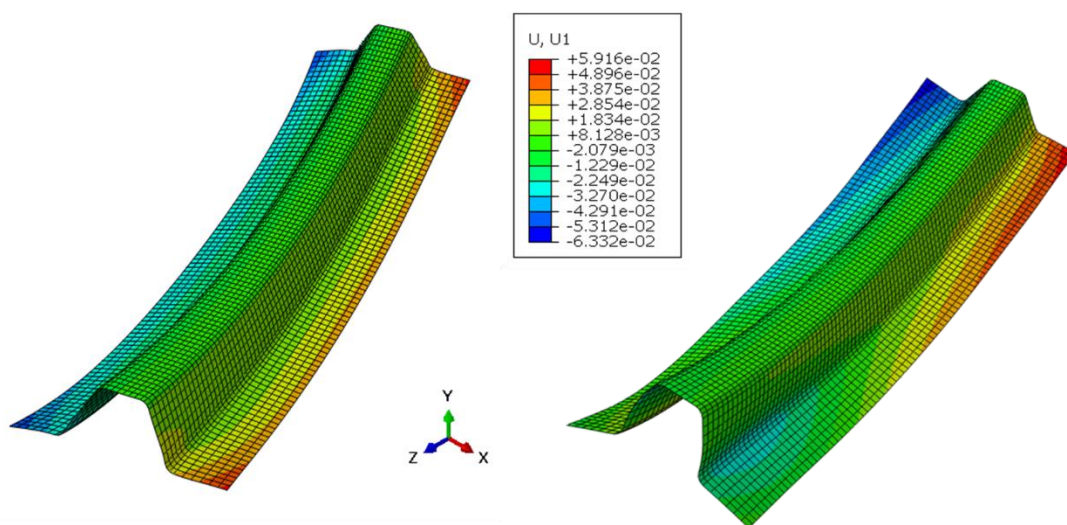 U, U1
+5.916e-02
+4.896e-02
+3.875e-02
+2.854e-02
+1.834e-02
+8.128e-03
-2.079e-03
-1.229e-02
-2.249e-02
-3.270e-02
-4.291e-02
-5.312e-02
-6.332e-02
Y
Z
X